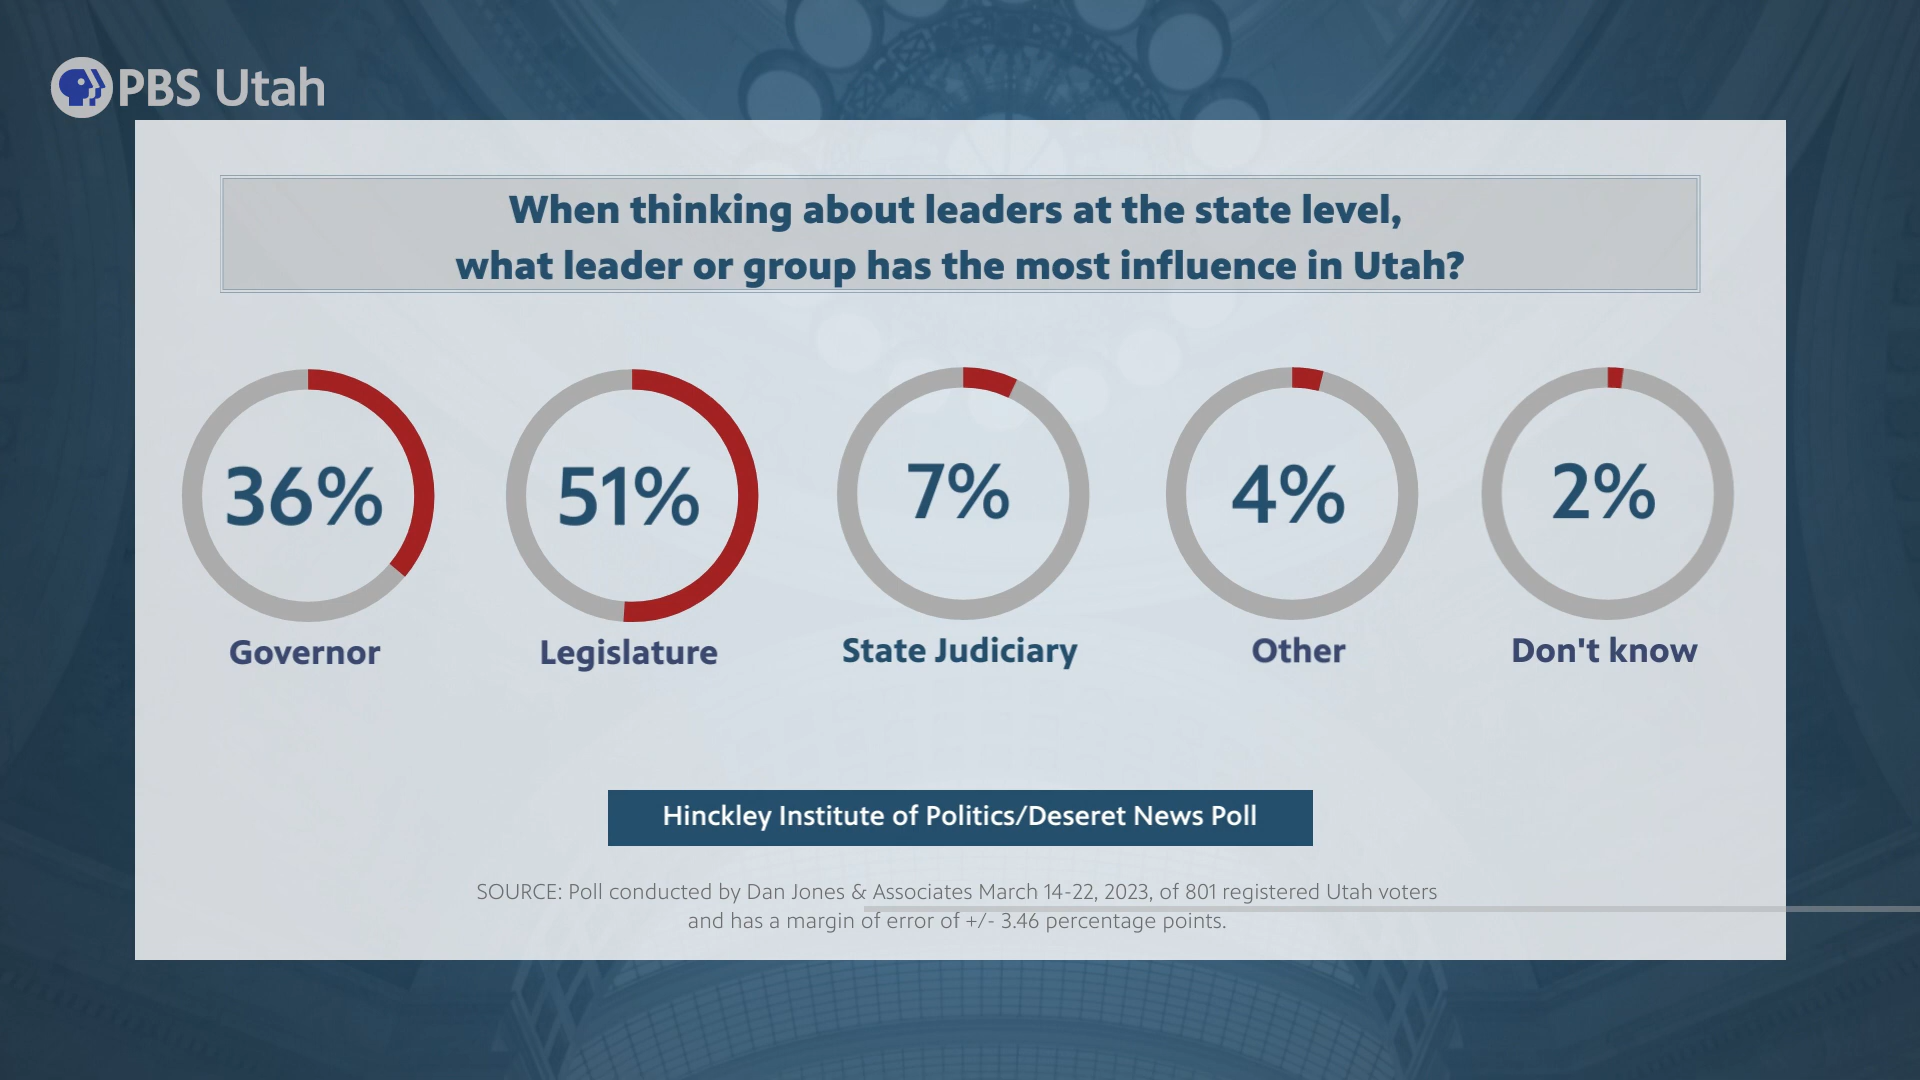 PBS Utah
When thinking about leaders at the state level,
what leader or group has the most influence in Utah?
36%
51%
7%
4%
2%
Governor
Legislature
State Judiciary
Other
Don't know
Hinckley Institute of Politics/Deseret News Poll
SOURCE: Poll conducted by Dan Jones & Associates March 14-22, 2023, of 801 registered Utah voters
and has a margin of error of +/- 3.46 percentage points.